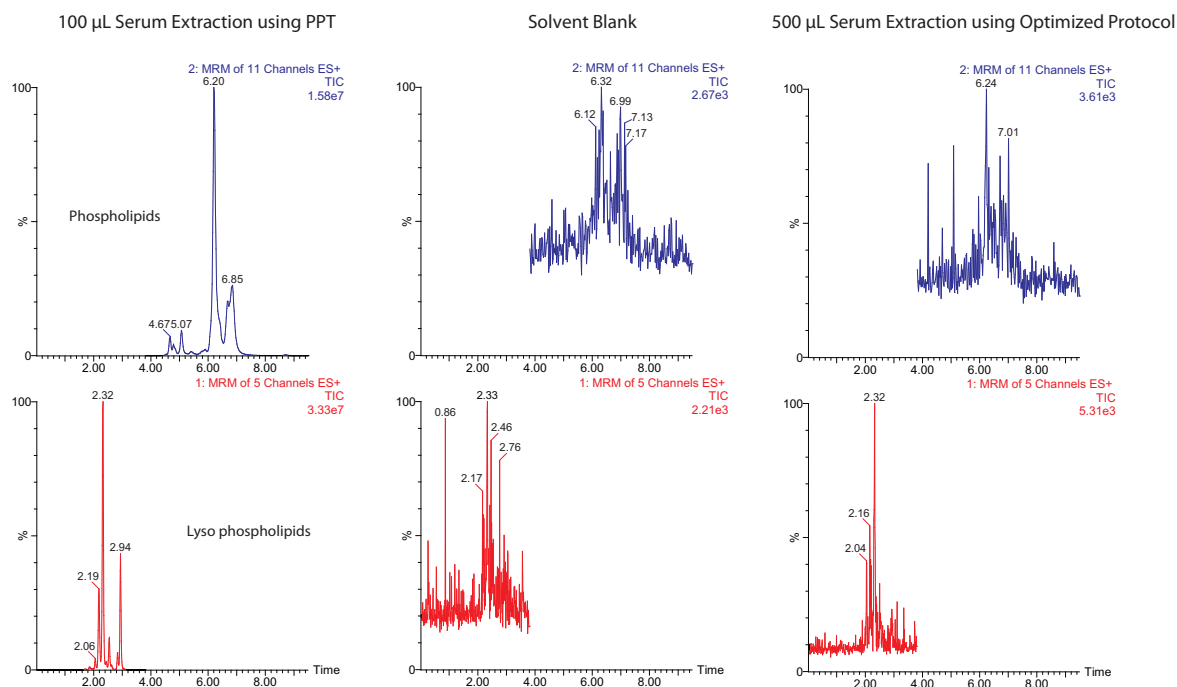 100 µL Serum Extraction using PPT
Solvent Blank
500 µL Serum Extraction using Optimized Protocol
2: MRM of 11 Channels ES+
TIC
1.58e7
6.20
100
Phospholipids
%
6.85
4.67 5.07
0
2.00 4.00 6.00 8.00
2: MRM of 11 Channels ES+
TIC
2.67e3
6.32
100
6.99
6.12
7.13
7.17
%
0
2.00 4.00 6.00 8.00
2: MRM of 11 Channels ES+
TIC
3.61e3
6.24
100
7.01
%
0
2.00 4.00 6.00 8.00
1: MRM of 5 Channels ES+
TIC
3.33e7
2.32
100
Lyso phospholipids
%
2.94
2.19
2.06
0
Time
2.00 4.00 6.00 8.00
1: MRM of 5 Channels ES+
TIC
2.21e3
2.33
100
0.86
2.46
2.76
2.17
%
0
Time
2.00 4.00 6.00 8.00
1: MRM of 5 Channels ES+
TIC
5.31e3
2.32
100
2.16
%
2.04
0
Time
2.00 4.00 6.00 8.00